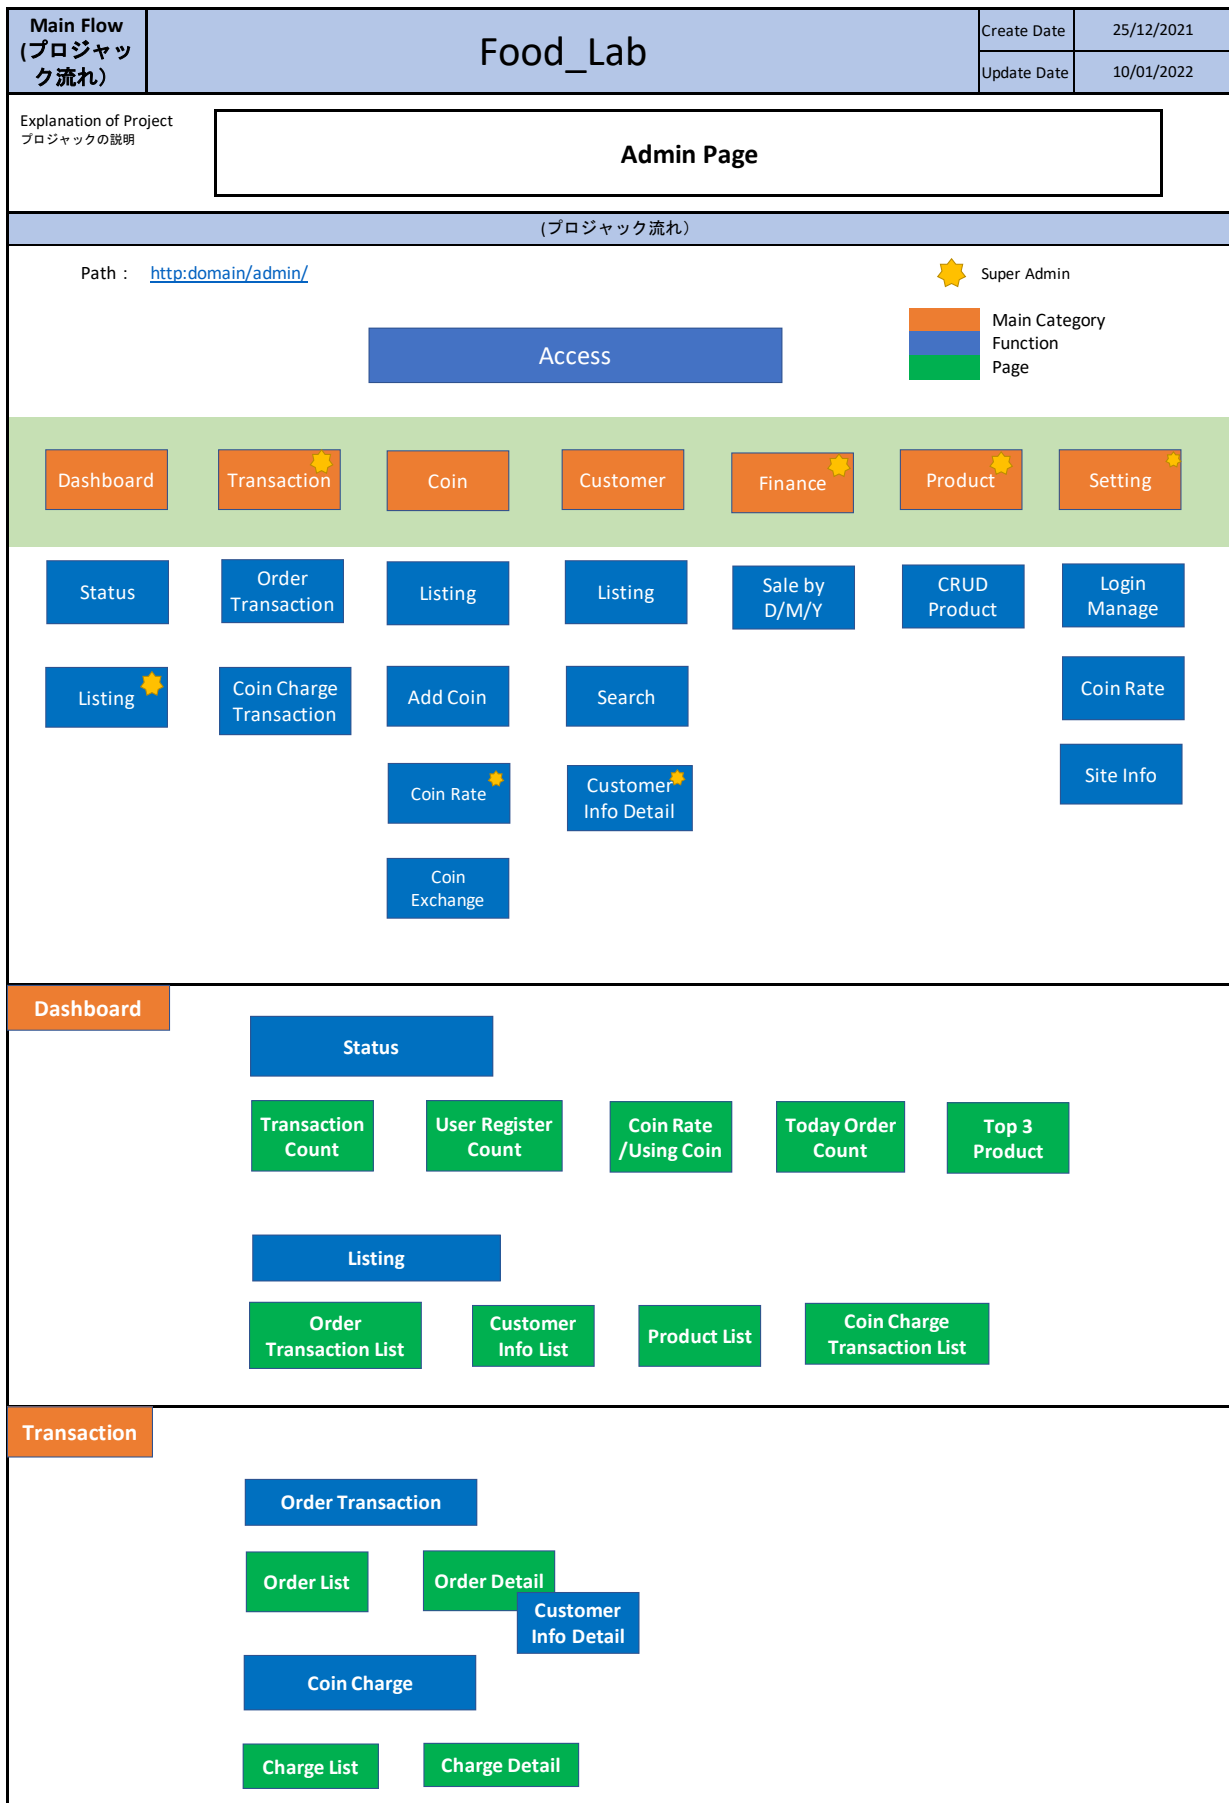 Main Flow
(プロジャッ
ク流れ）
Food_Lab
Create Date
25/12/2021
Update Date
10/01/2022
Explanation of Project
プロジャックの説明
Admin Page
(プロジャック流れ）
Path :
http:domain/admin/
Super Admin
Main Category
Function
Page
Access
Dashboard
Transaction
Coin
Customer
Finance
Product
Setting
Status
Order
Transaction
Listing
Listing
Sale by
D/M/Y
CRUD
Product
Login
Manage
Listing
Coin Charge
Transaction
Add Coin
Search
Coin Rate
Coin Rate
Customer
Info Detail
Site Info
Coin
Exchange
Dashboard
Status
Transaction
Count
User Register
Count
Coin Rate
/Using Coin
Today Order
Count
Top 3
Product
Listing
Order
Transaction List
Customer
Info List
Product List
Coin Charge
Transaction List
Transaction
Order Transaction
Order List
Order Detail
Customer
Info Detail
Coin Charge
Charge List
Charge Detail